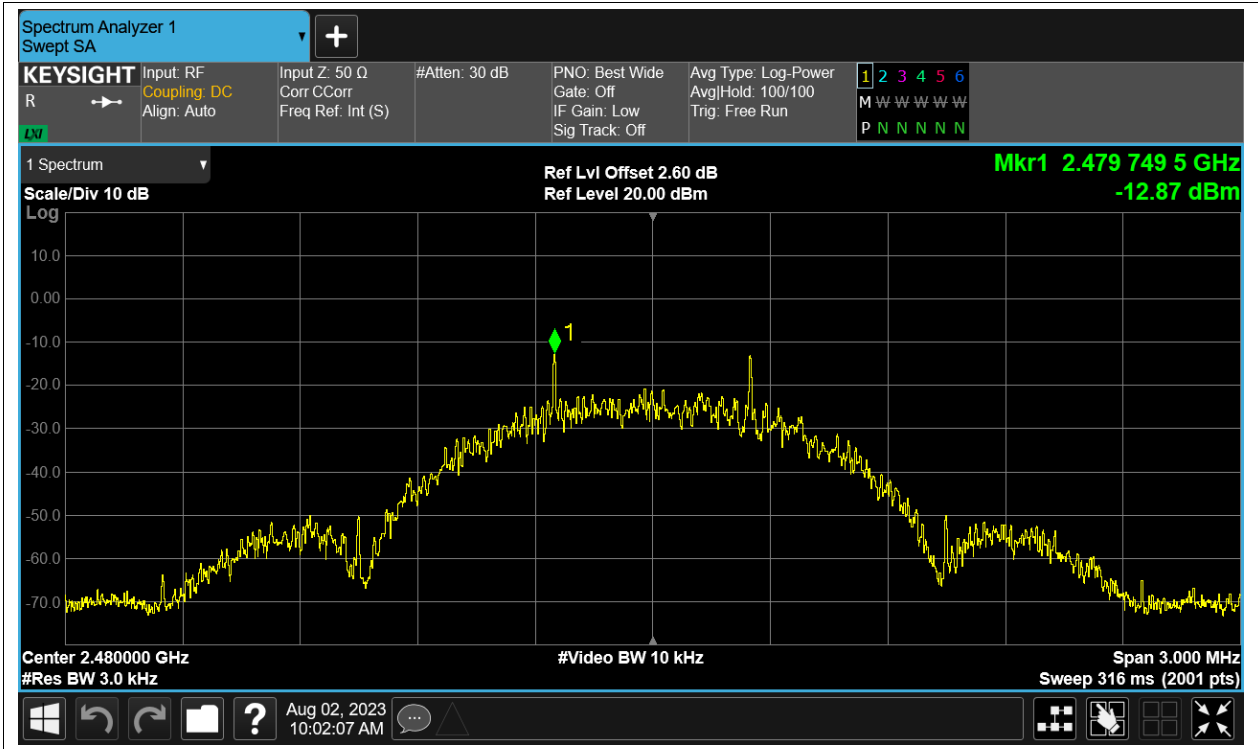 Spectrum Analyzer 1
Swept SA
KEYSIGHT
R
LXI
Input: RF
Coupling: DC
Align: Auto
Input Z: 50 Ω
Corr CCorr
Freq Ref: Int (S)
#Atten: 30 dB
PNO: Best Wide
Gate: Off
IF Gain: Low
Sig Track: Off
Avg Type: Log-Power
Avg|Hold: 100/100
Trig: Free Run
1 2 3 4 5 6
M W W W W W
P N N N N N
1 Spectrum
Scale/Div 10 dB
Ref Lvl Offset 2.60 dB
Ref Level 20.00 dBm
Mkr1 2.479 749 5 GHz
-12.87 dBm
Log
10.0
0.00
-10.0
-20.0
-30.0
-40.0
-50.0
-60.0
-70.0
1
Center 2.480000 GHz
#Res BW 3.0 kHz
#Video BW 10 kHz
Span 3.000 MHz
Sweep 316 ms (2001 pts)
?
Aug 02, 2023
10:02:07 AM